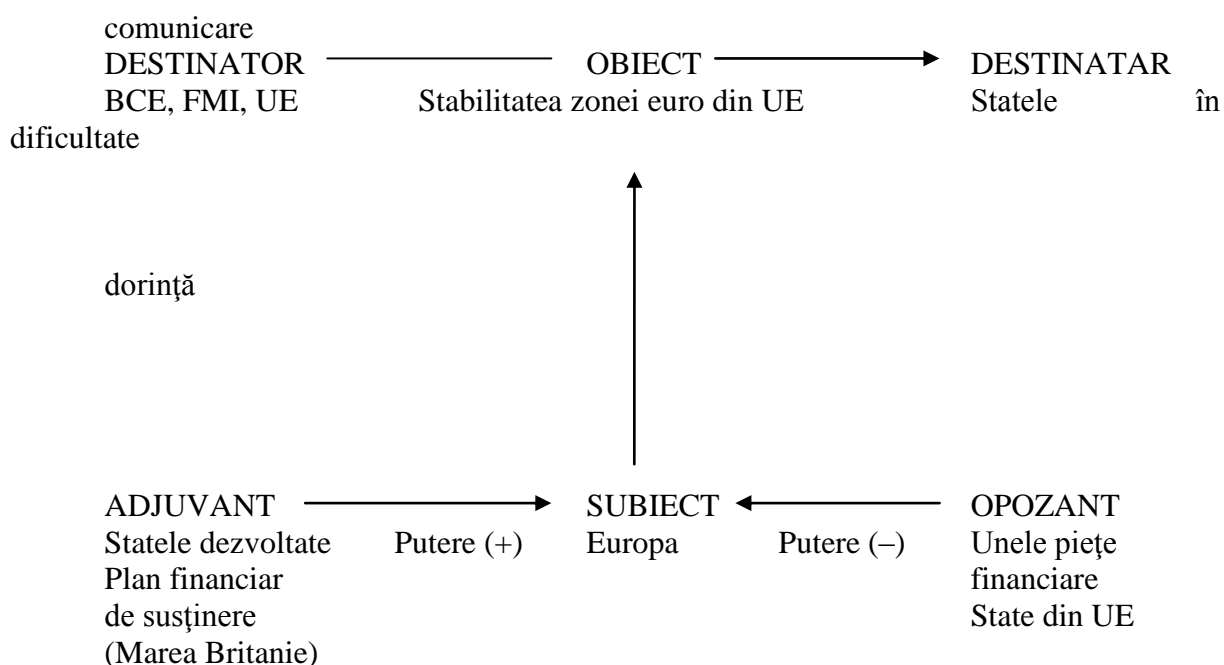 comunicare
DESTINATOR OBIECT DESTINATAR
BCE, FMI, UE Stabilitatea zonei euro din UE Statele în
dificultate
dorinţă
ADJUVANT SUBIECT OPOZANT
Statele dezvoltate Putere (+) Europa Putere (–) Unele pieţe
Plan financiar financiare
de susţinere State din UE
(Marea Britanie)